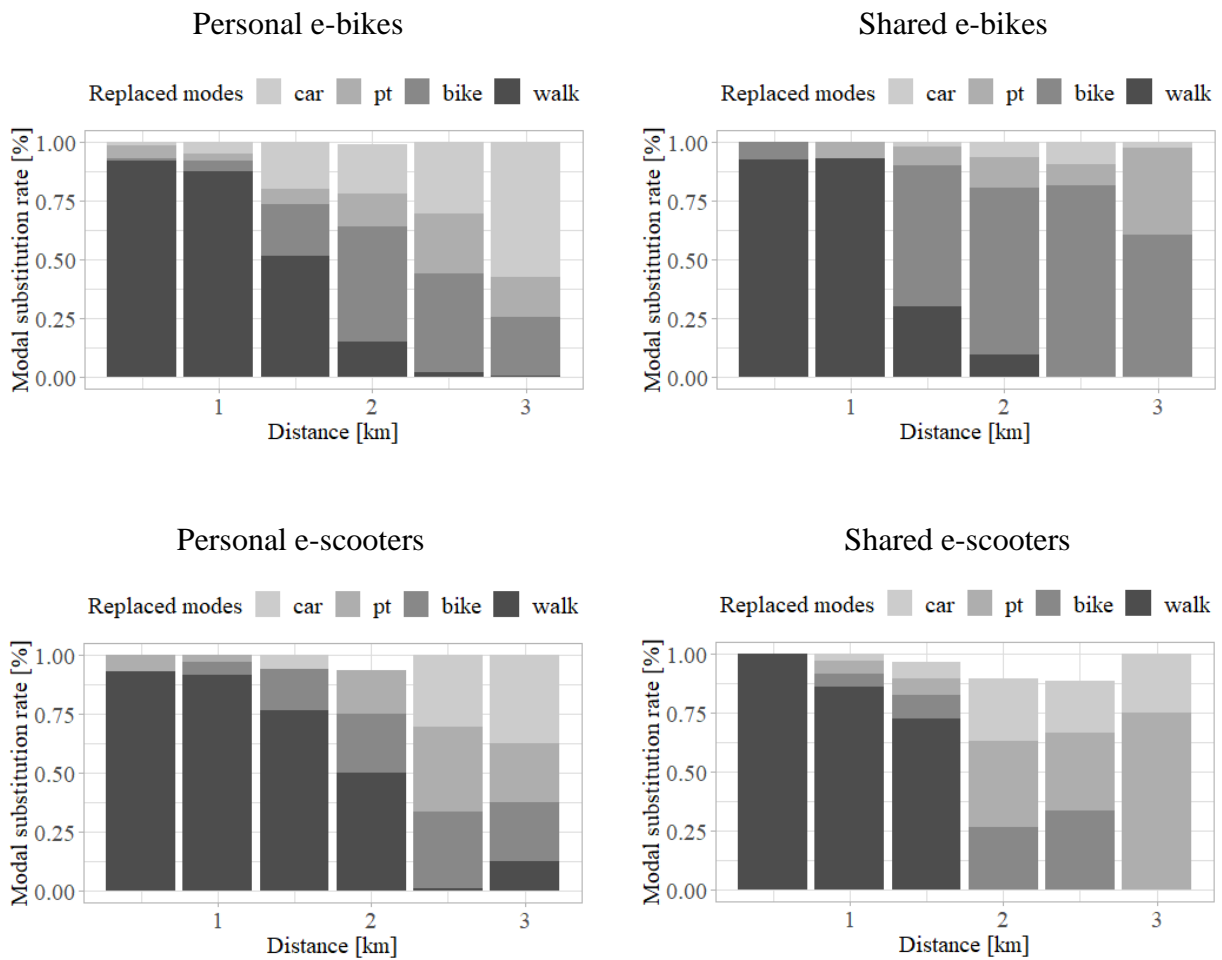 Personal e-bikes
Replaced modes car pt bike walk
Modal substitution rate [%]
1.00
0.75
0.50
0.25
0.00
1 2 3
Distance [km]
Shared e-bikes
Replaced modes car pt bike walk
Modal substitution rate [%]
1.00
0.75
0.50
0.25
0.00
1 2 3
Distance [km]
Personal e-scooters
Replaced modes car pt bike walk
Modal substitution rate [%]
1.00
0.75
0.50
0.25
0.00
1 2 3
Distance [km]
Shared e-scooters
Replaced modes car pt bike walk
Modal substitution rate [%]
1.00
0.75
0.50
0.25
0.00
1 2 3
Distance [km]